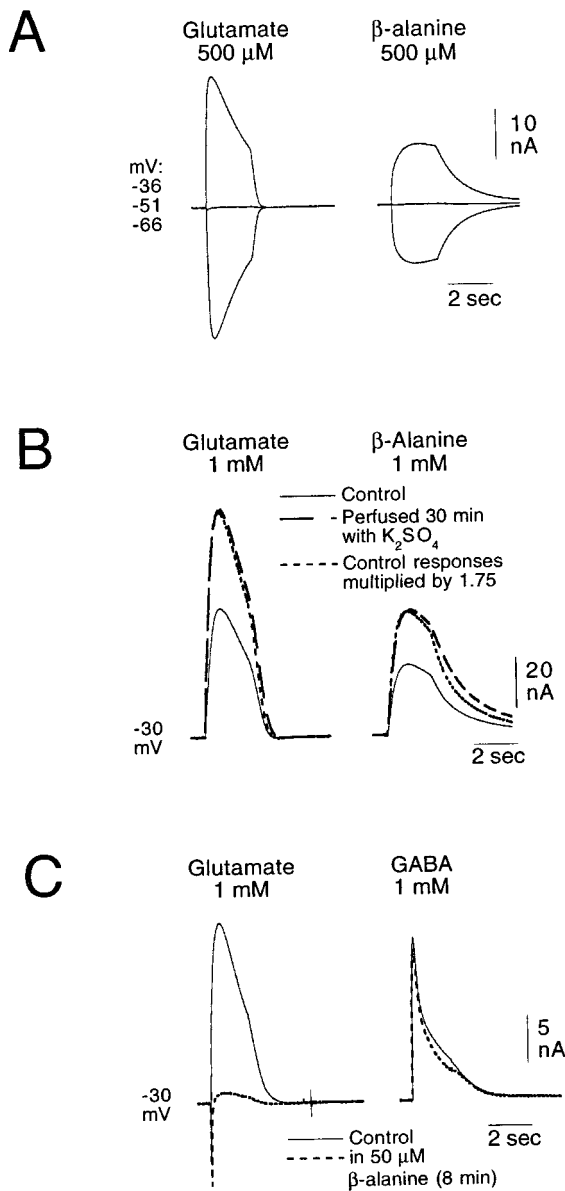 A
Glutamate
500 µM
β-alanine
500 µM
10
nA
mV:
-36
-51
-66
2 sec
B
Glutamate
1 mM
β-Alanine
1 mM
Control
Perfused 30 min
with K2SO4
Control responses
multiplied by 1.75
20
nA
-30
mV
2 sec
C
Glutamate
1 mM
GABA
1 mM
5
nA
-30
mV
2 sec
Control
in 50 µM
β-alanine (8 min)